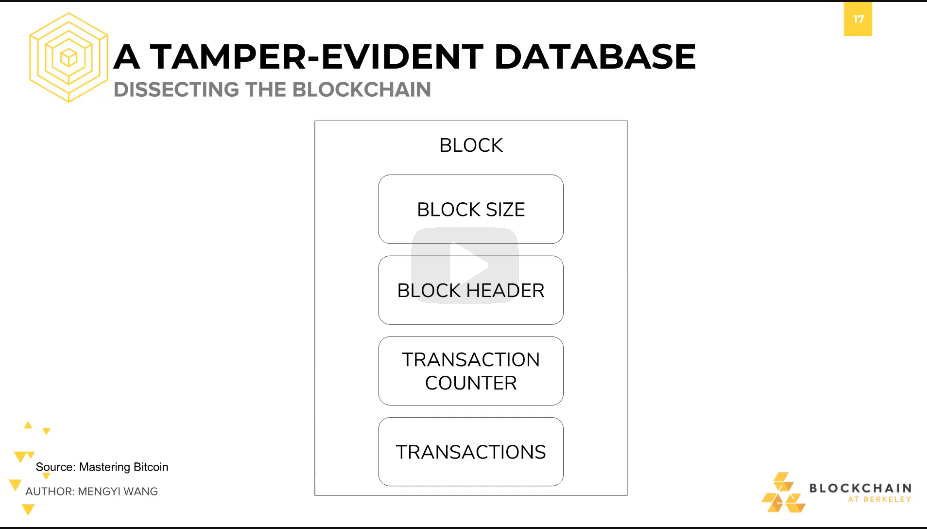 17
A TAMPER-EVIDENT DATABASE
DISSECTING THE BLOCKCHAIN
BLOCK
BLOCK SIZE
BLOCK HEADER
TRANSACTION
COUNTER
TRANSACTIONS
Source: Mastering Bitcoin
AUTHOR: MENGYI WANG
BLOCKCHAIN
AT BERKELEY